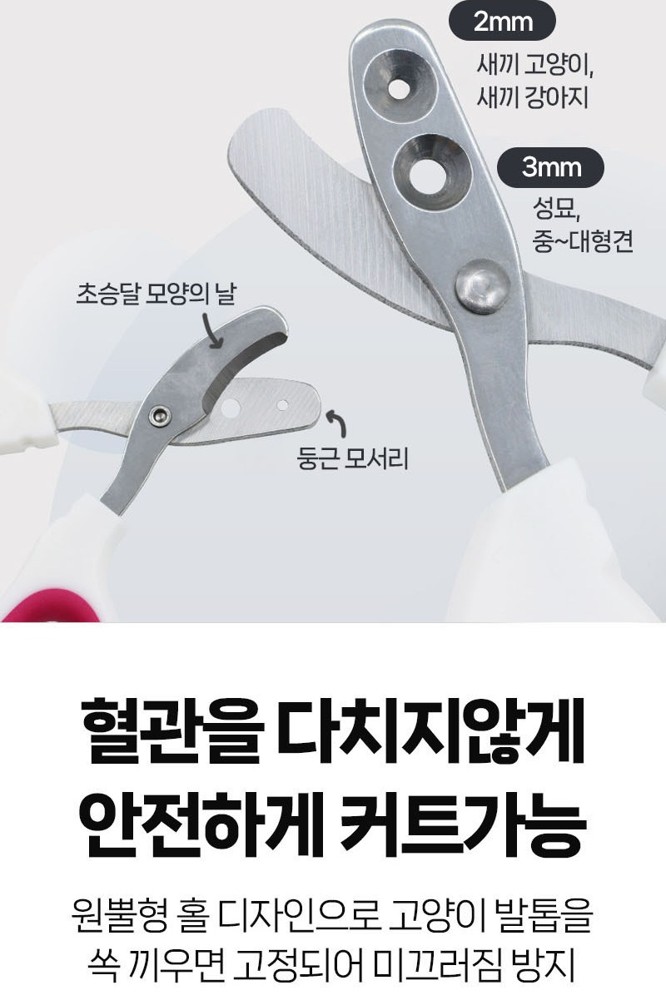 2mm
새끼 고양이,
새끼 강아지
3mm
성묘,
중~대형견
초승달 모양의 날
둥근 모서리
혈관을 다치지않게
안전하게 커트가능
원뿔형 홀 디자인으로 고양이 발톱을
쏙 끼우면 고정되어 미끄러짐 방지